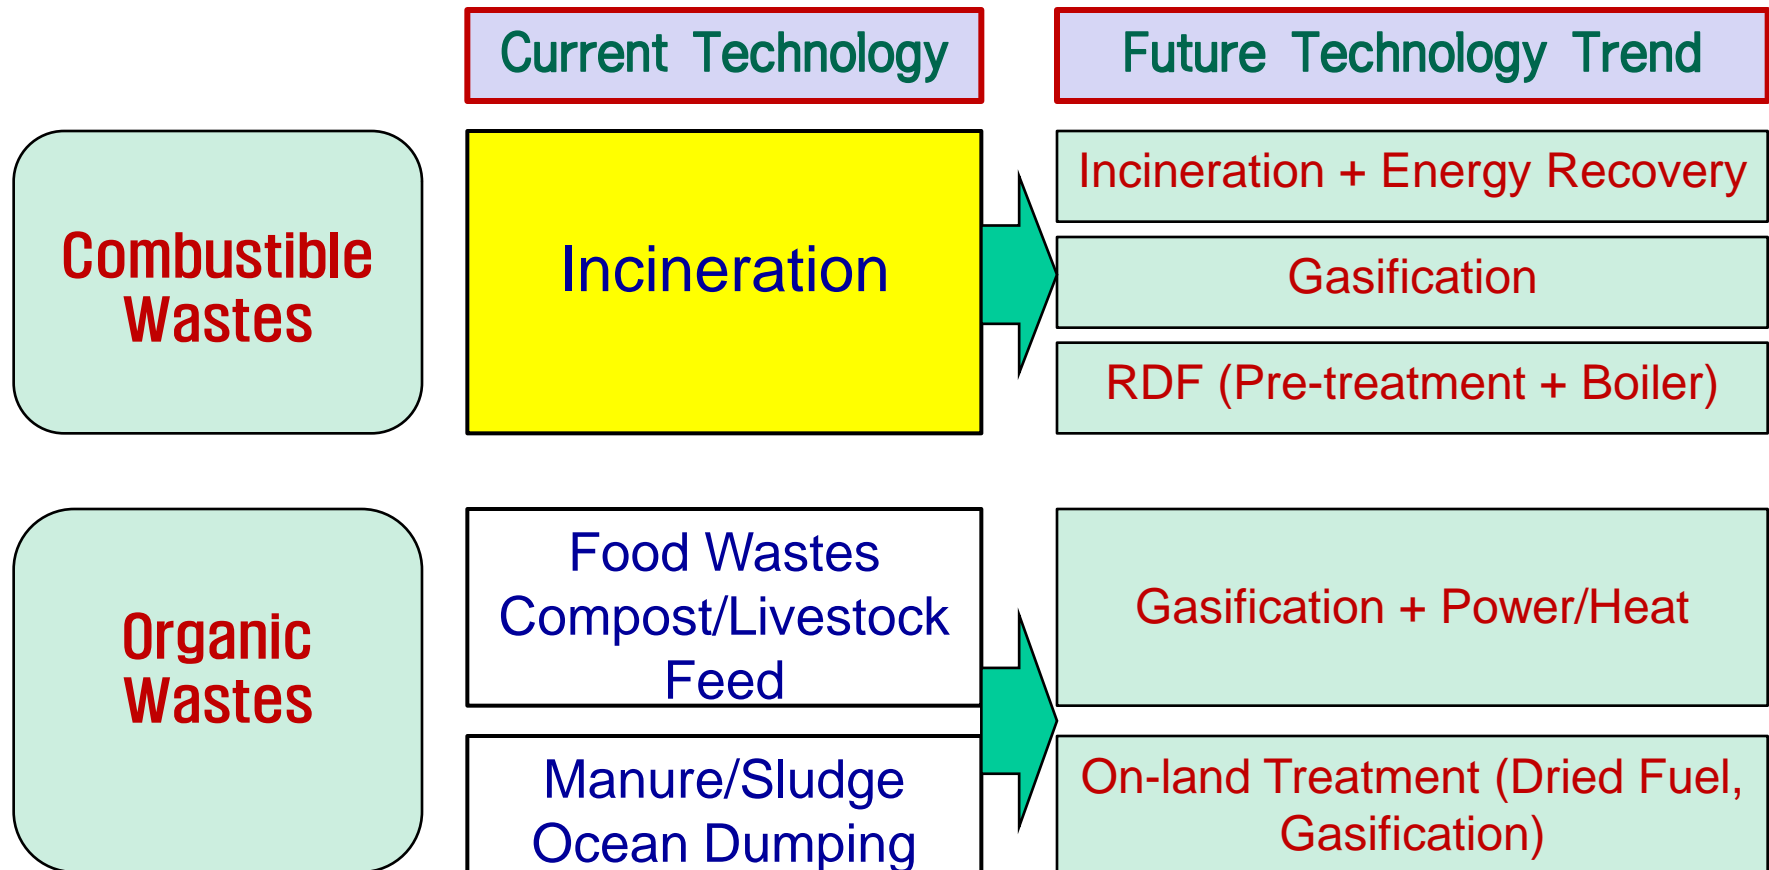 Current Technology
Future Technology Trend
Combustible
Wastes
Incineration
Incineration + Energy Recovery
Gasification
RDF (Pre-treatment + Boiler)
Organic
Wastes
Food Wastes
Compost/Livestock
Feed
Gasification + Power/Heat
Manure/Sludge
Ocean Dumping
On-land Treatment (Dried Fuel,
Gasification)